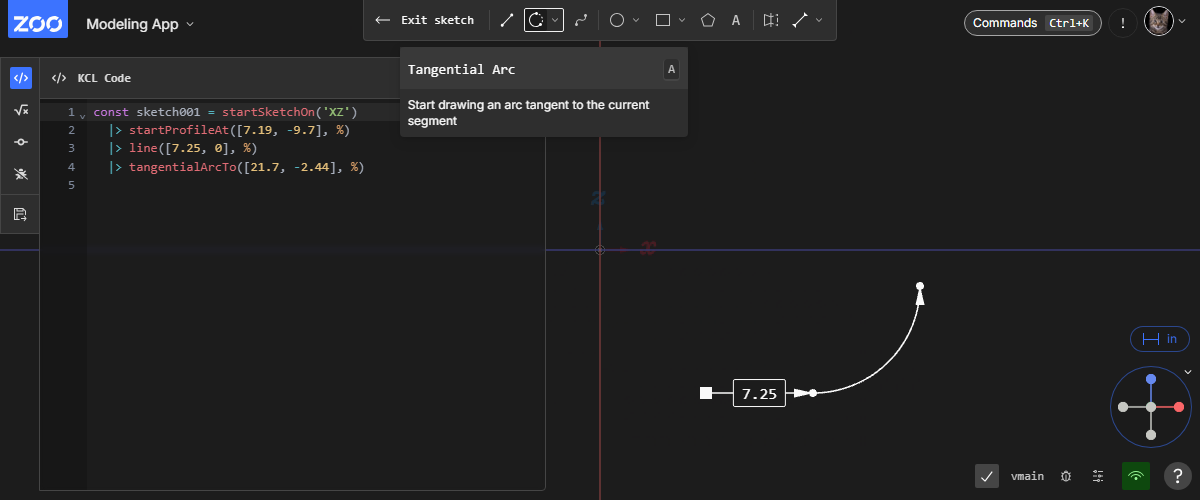 ZOO
Modeling App
Exit sketch
A
Commands Ctrl+K
!
Tangential Arc A
Start drawing an arc tangent to the current
segment
</> KCL Code
1 const sketch001 = startSketchOn('XZ')
2 |> startProfileAt([7.19, -9.7], %)
3 |> line([7.25, 0], %)
4 |> tangentialArcTo([21.7, -2.44], %)
5
z
x
7.25
in
vmain
?